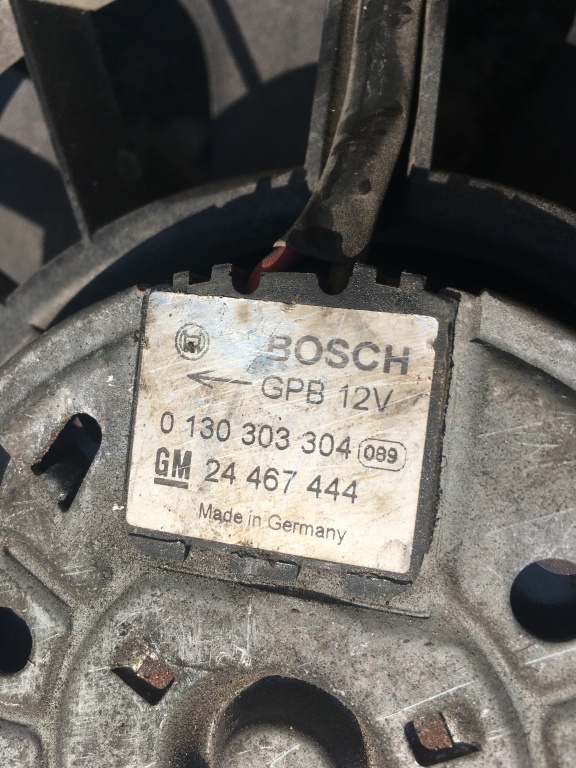 BOSCH
GPB 12V
0 130 303 304 089
GM 24 467 444
Made in Germany